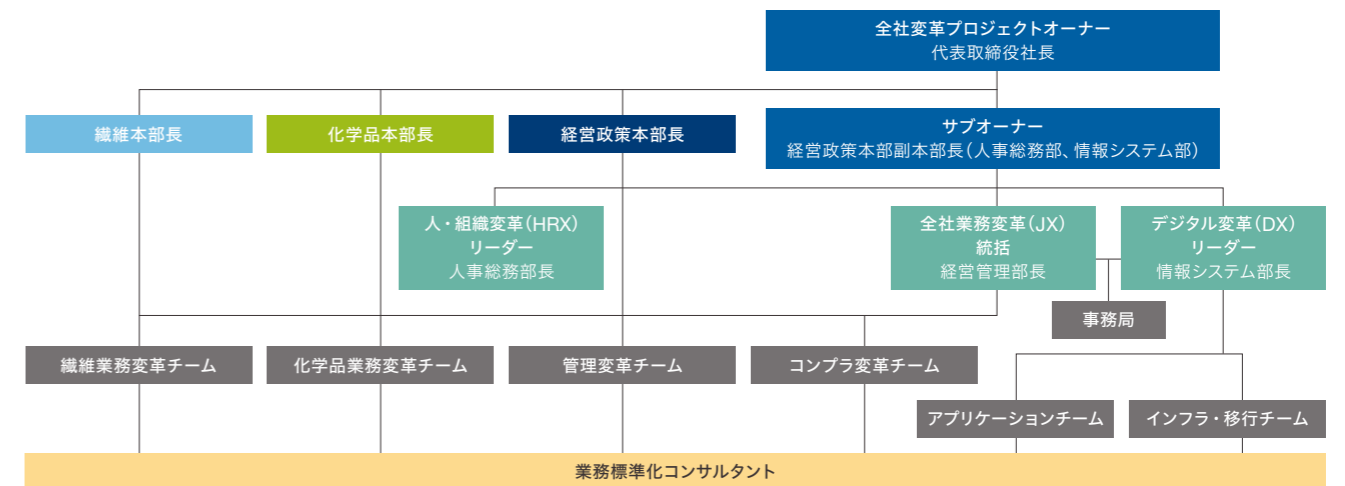 全社変革プロジェクトオーナー
代表取締役社長
繊維本部長
化学品本部長
経営政策本部長
サブオーナー
経営政策本部副本部長(人事総務部、情報システム部)
人・組織変革(HRX)
リーダー
人事総務部長
全社業務変革(JX)
統括
経営管理部長
デジタル変革(DX)
リーダー
情報システム部長
事務局
繊維業務変革チーム
化学品業務変革チーム
管理変革チーム
コンプラ変革チーム
アプリケーションチーム
インフラ・移行チーム
業務標準化コンサルタント